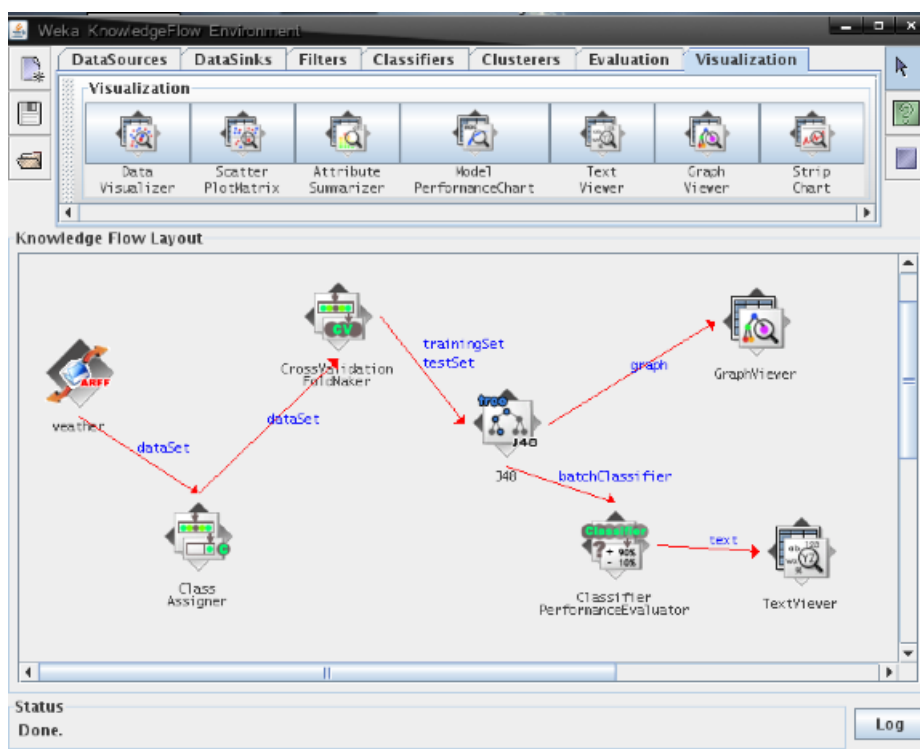 Weka KnowledgeFlow Environment
DataSources DataSinks Filters Classifiers Clusterers Evaluation Visualization
Visualization
Data Visualizer
Scatter PlotMatrix
Attribute Summarizer
Model PerformanceChart
Text Viewer
Graph Viewer
Strip Chart
Knowledge Flow Layout
CrossValidation
FoldMaker
trainingSet
testSet
graph
GraphViewer
ARFF
weather
dataSet
dataSet
tree
J48
J48
batchClassifier
Class
Assigner
Classifier
? + 90%
- 10%
Classifier
PerformanceEvaluator
text
TextViewer
CV
C
Status
Done.
Log